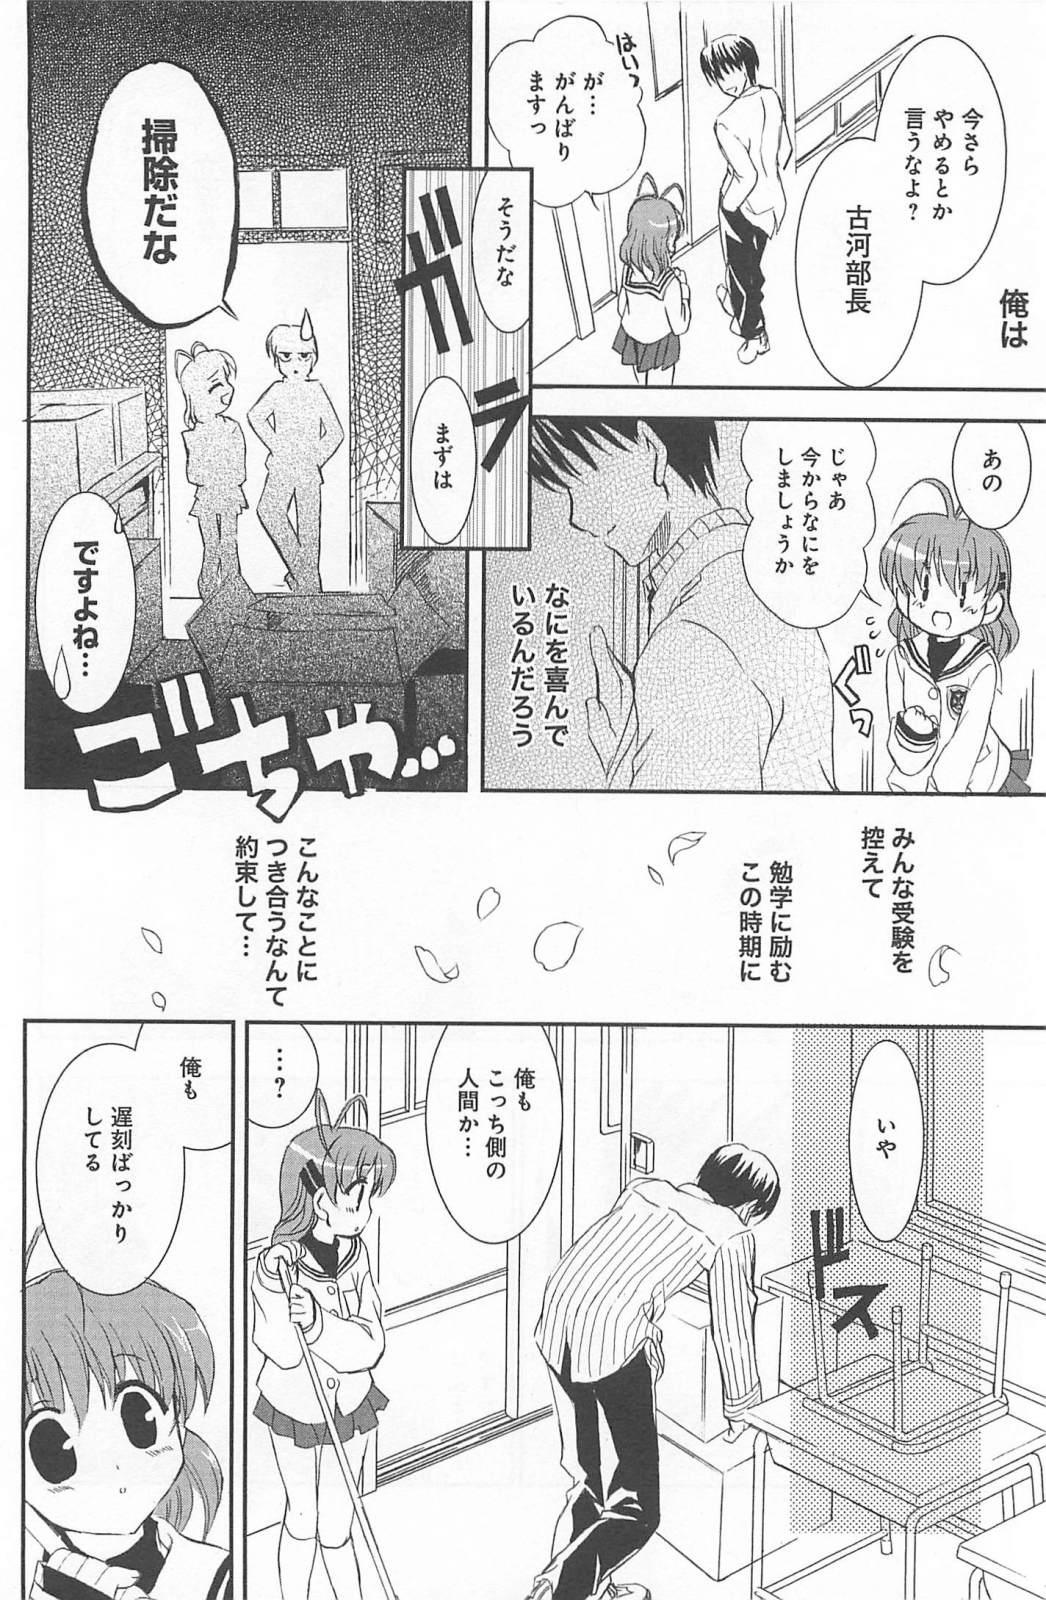 今さら
やめるとか
言うなよ？
古河部長
はいっ
が…
がんばり
ますっ
俺は
あの
じゃあ
今からなにを
しましょうか
ぐっ
なにを喜んで
いるんだろう
そうだな
まずは
ガラ
掃除だな
ですよね…
ごちゃ…
みんな受験を
控えて
勉学に励む
この時期に
こんなことに
つき合うなんて
約束して…
いや
ドス
俺も
こっち側の
人間か…
…？
俺も
遅刻ばっかり
してる